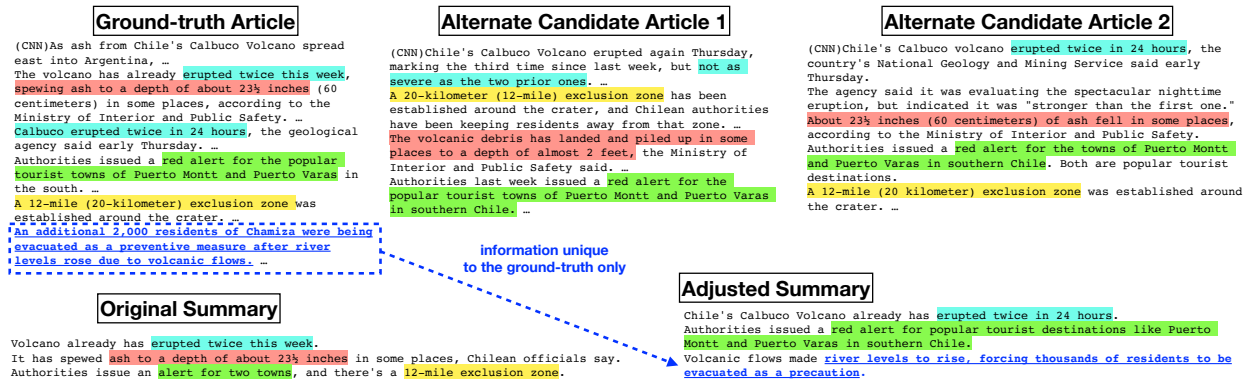 Ground-truth Article
(CNN)As ash from Chile's Calbuco Volcano spread
east into Argentina, …
The volcano has already erupted twice this week,
spewing ash to a depth of about 23½ inches (60
centimeters) in some places, according to the
Ministry of Interior and Public Safety. …
Calbuco erupted twice in 24 hours, the geological
agency said early Thursday. …
Authorities issued a red alert for the popular
tourist towns of Puerto Montt and Puerto Varas in
the south. …
A 12-mile (20-kilometer) exclusion zone was
established around the crater. …
An additional 2,000 residents of Chamiza were being
evacuated as a preventive measure after river
levels rose due to volcanic flows. …
Alternate Candidate Article 1
(CNN)Chile's Calbuco Volcano erupted again Thursday,
marking the third time since last week, but not as
severe as the two prior ones. …
A 20-kilometer (12-mile) exclusion zone has been
established around the crater, and Chilean authorities
have been keeping residents away from that zone. …
The volcanic debris has landed and piled up in some
places to a depth of almost 2 feet, the Ministry of
Interior and Public Safety said. …
Authorities last week issued a red alert for the
popular tourist towns of Puerto Montt and Puerto Varas
in southern Chile. …
Alternate Candidate Article 2
(CNN)Chile's Calbuco volcano erupted twice in 24 hours, the
country's National Geology and Mining Service said early
Thursday.
The agency said it was evaluating the spectacular nighttime
eruption, but indicated it was "stronger than the first one."
About 23½ inches (60 centimeters) of ash fell in some places,
according to the Ministry of Interior and Public Safety.
Authorities issued a red alert for the towns of Puerto Montt
and Puerto Varas in southern Chile. Both are popular tourist
destinations.
A 12-mile (20 kilometer) exclusion zone was established around
the crater. …
information unique
to the ground-truth only
Original Summary
Volcano already has erupted twice this week.
It has spewed ash to a depth of about 23½ inches in some places, Chilean officials say.
Authorities issue an alert for two towns, and there's a 12-mile exclusion zone.
Adjusted Summary
Chile's Calbuco Volcano already has erupted twice in 24 hours.
Authorities issued a red alert for popular tourist destinations like Puerto
Montt and Puerto Varas in southern Chile.
Volcanic flows made river levels to rise, forcing thousands of residents to be
evacuated as a precaution.